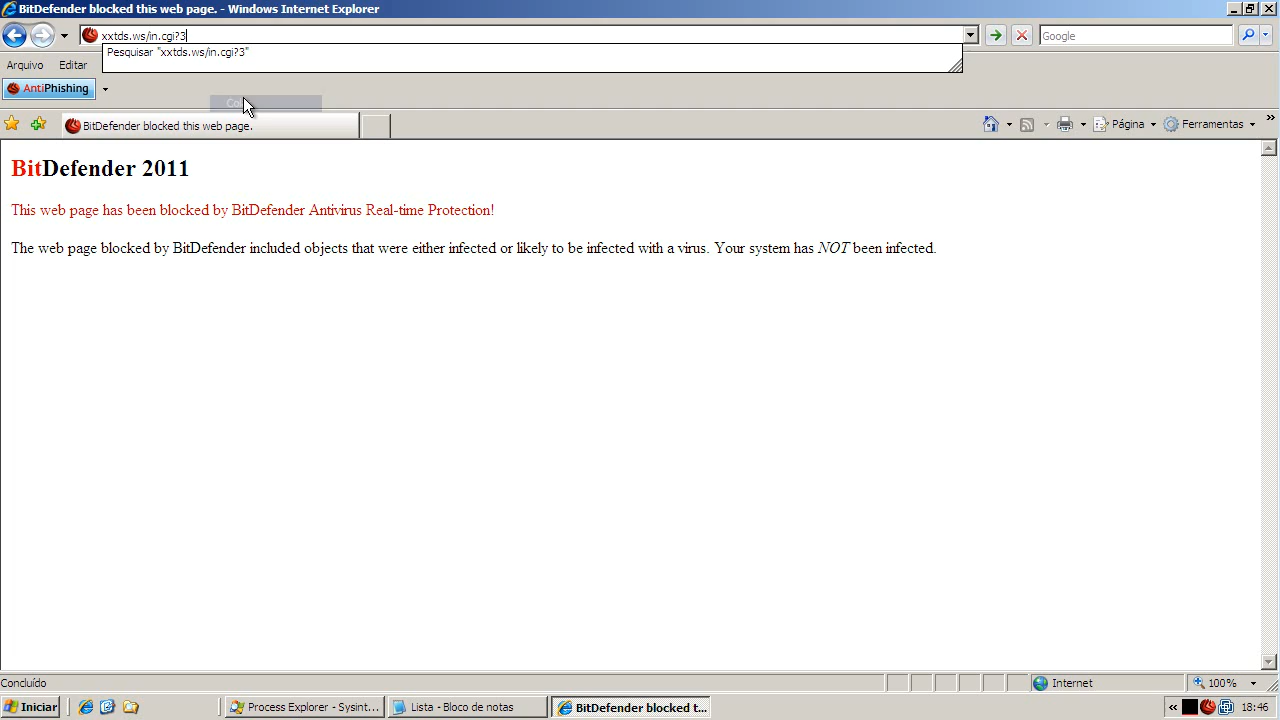 BitDefender blocked this web page. - Windows Internet Explorer
xxtds.ws/in.cgi?3
Google
Pesquisar "xxtds.ws/in.cgi?3"
Arquivo Editar
AntiPhishing
BitDefender blocked this web page.
Página Ferramentas
BitDefender 2011
This web page has been blocked by BitDefender Antivirus Real-time Protection!
The web page blocked by BitDefender included objects that were either infected or likely to be infected with a virus. Your system has NOT been infected.
Concluído
Internet
100%
Iniciar
Process Explorer - Sysint...
Lista - Bloco de notas
BitDefender blocked t...
18:46